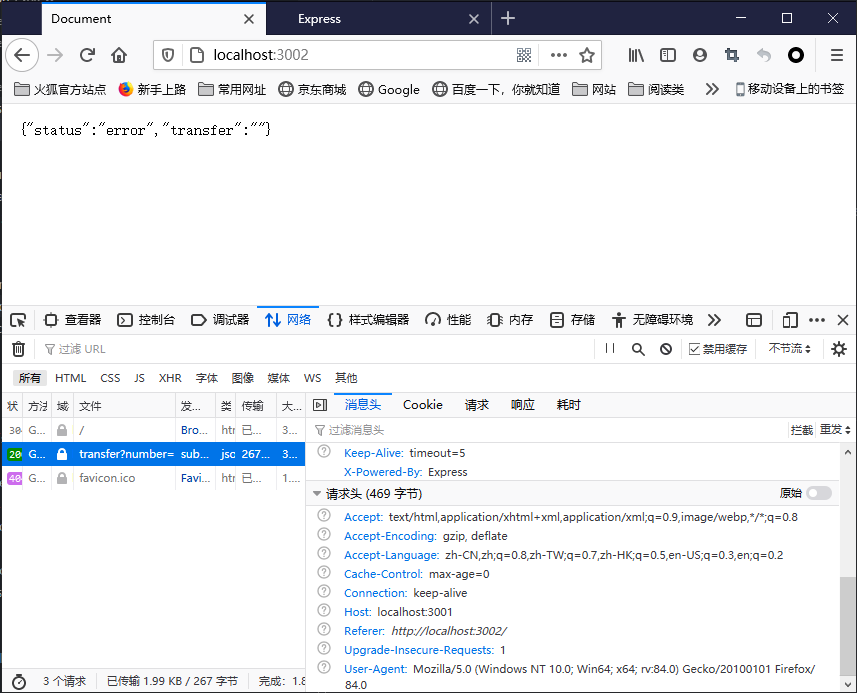 Document
Express
localhost:3002
火狐官方站点 新手上路 常用网址 京东商城 Google 百度一下，你就知道 网站 阅读类 移动设备上的书签
{"status":"error","transfer":""}
查看器 控制台 调试器 网络 样式编辑器 性能 内存 存储 无障碍环境
过滤 URL 禁用缓存 不节流
所有 HTML CSS JS XHR 字体 图像 媒体 WS 其他
状 方法 域 文件 发... 类 传输 大...
30 G... / Bro... htr 已... 3...
20 G... transfer?number= sub... jso 267... 3...
40 G... favicon.ico Favi... htr 已... 1....
3 个请求 已传输 1.99 KB / 267 字节 完成：1.8
消息头 Cookie 请求 响应 耗时
过滤消息头 拦截 重发
Keep-Alive: timeout=5
X-Powered-By: Express
请求头 (469 字节) 原始
Accept: text/html,application/xhtml+xml,application/xml;q=0.9,image/webp,*/*;q=0.8
Accept-Encoding: gzip, deflate
Accept-Language: zh-CN,zh;q=0.8,zh-TW;q=0.7,zh-HK;q=0.5,en-US;q=0.3,en;q=0.2
Cache-Control: max-age=0
Connection: keep-alive
Host: localhost:3001
Referer: http://localhost:3002/
Upgrade-Insecure-Requests: 1
User-Agent: Mozilla/5.0 (Windows NT 10.0; Win64; x64; rv:84.0) Gecko/20100101 Firefox/
84.0